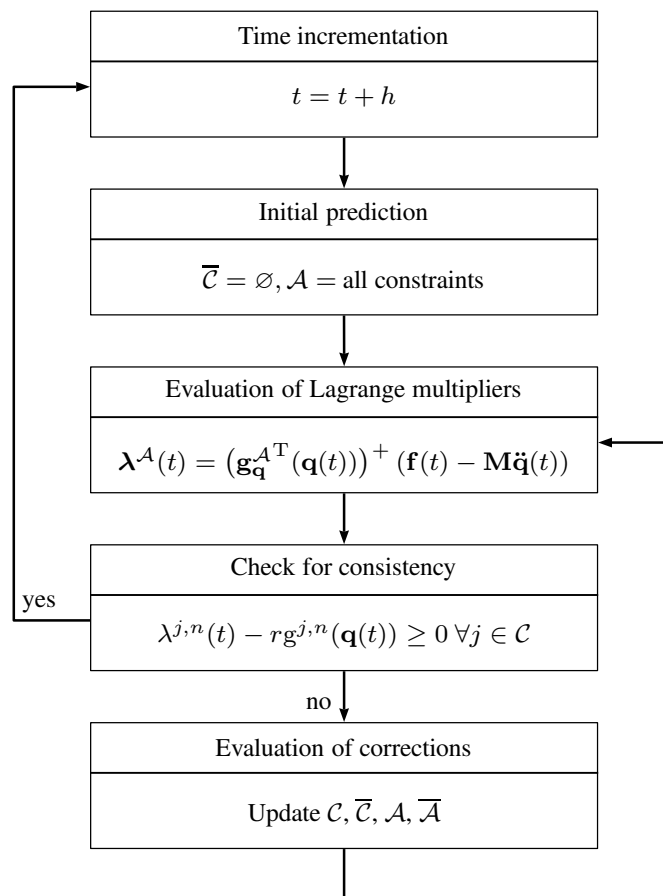 Time incrementation
t = t + h
Initial prediction
C̅ = ∅, 𝒜 = all constraints
Evaluation of Lagrange multipliers
λ^𝒜(t) = (g_q^𝒜^T(q(t)))^+ (f(t) − Mq̈(t))
Check for consistency
yes
λ^{j,n}(t) − rg^{j,n}(q(t)) ≥ 0 ∀j ∈ 𝒞
no
Evaluation of corrections
Update 𝒞, 𝒞̅, 𝒜, 𝒜̅